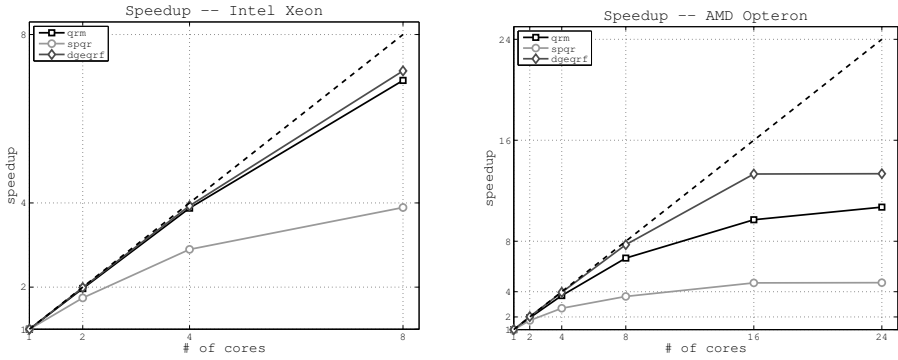 Speedup -- Intel Xeon
qrm
spqr
dgeqrf
speedup
8
4
2
1
1
2
4
8
# of cores
Speedup -- AMD Opteron
qrm
spqr
dgeqrf
speedup
24
16
8
4
2
1
1
2
4
8
16
24
# of cores